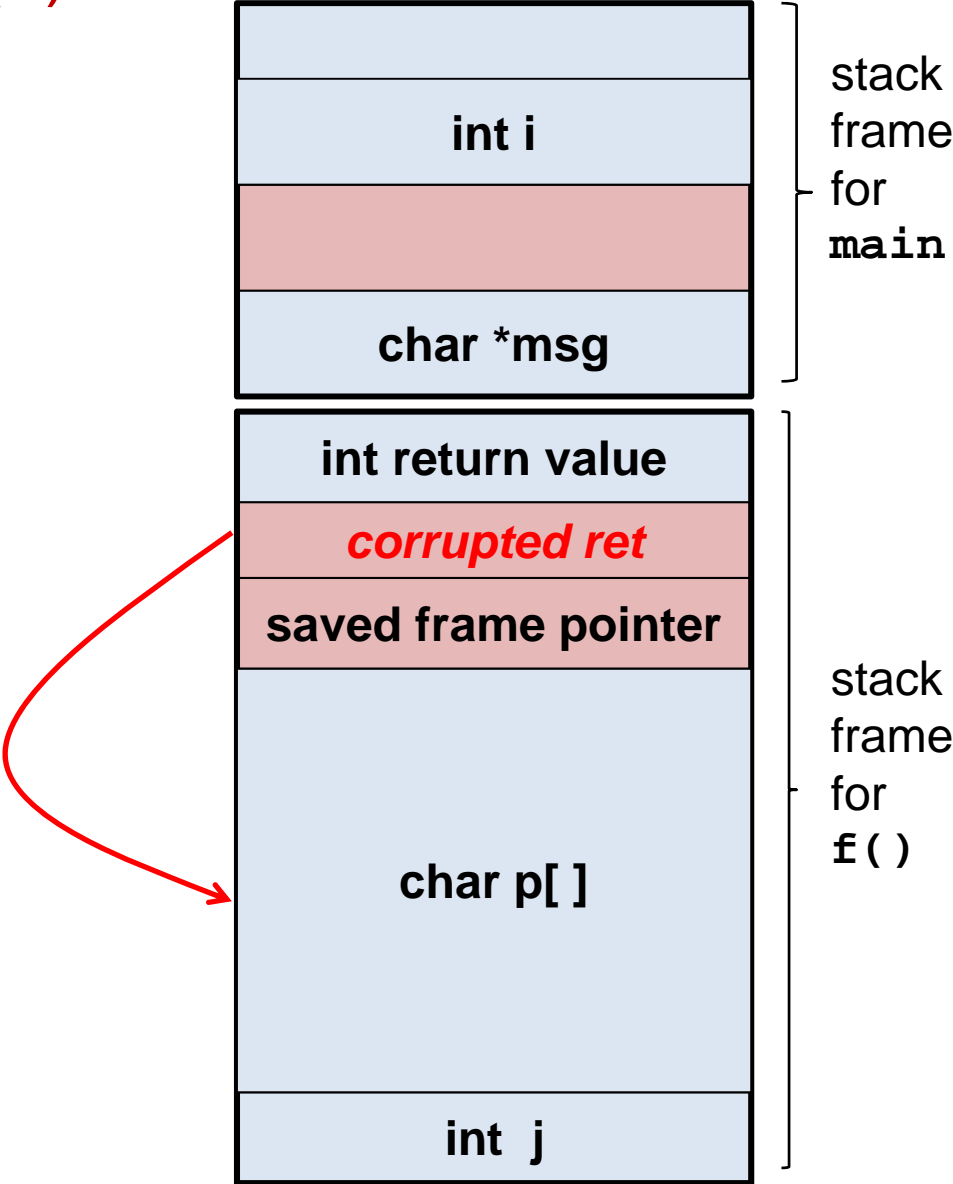 int i
char *msg
stack
frame
for
main
int return value
corrupted ret
saved frame pointer
char p[ ]
int j
stack
frame
for
f()